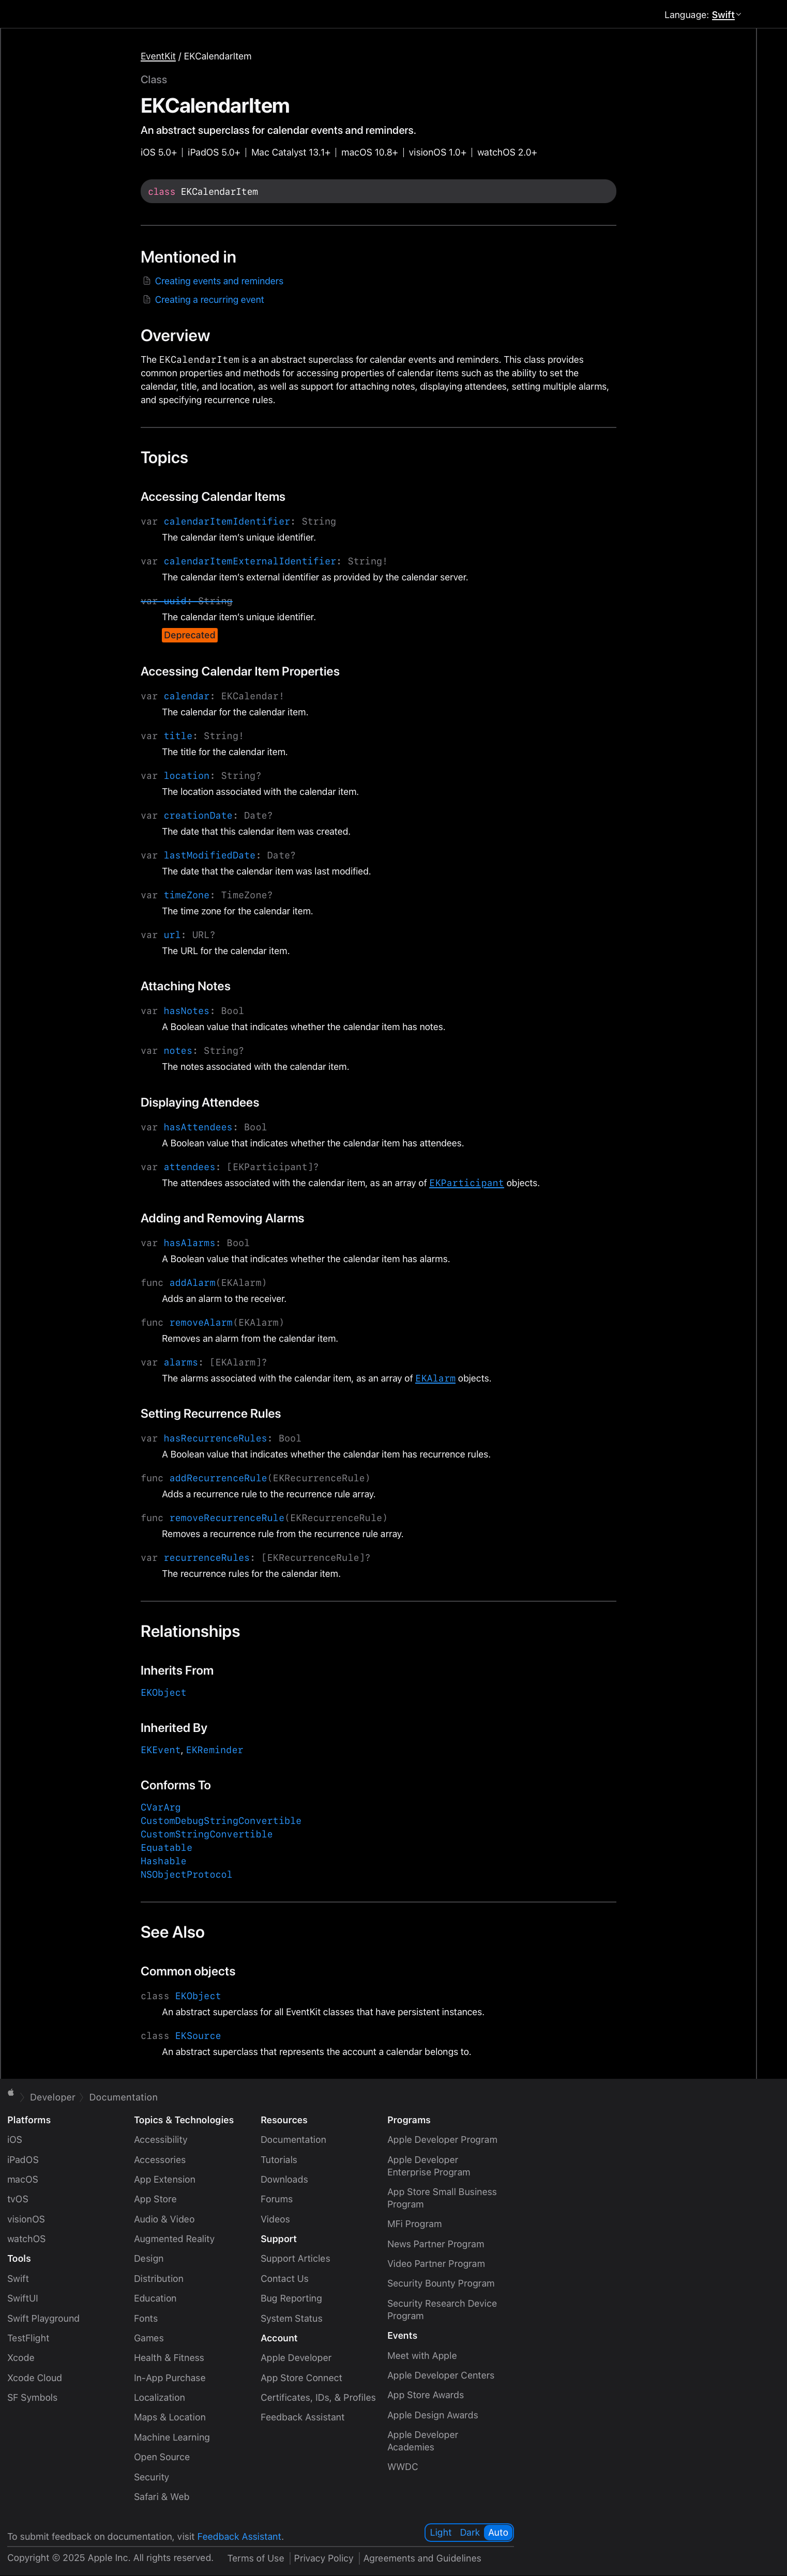 Language: Swift
EventKit / EKCalendarItem
Class
EKCalendarItem
An abstract superclass for calendar events and reminders.
iOS 5.0+ | iPadOS 5.0+ | Mac Catalyst 13.1+ | macOS 10.8+ | visionOS 1.0+ | watchOS 2.0+
class EKCalendarItem
Mentioned in
Creating events and reminders
Creating a recurring event
Overview
The EKCalendarItem is a an abstract superclass for calendar events and reminders. This class provides
common properties and methods for accessing properties of calendar items such as the ability to set the
calendar, title, and location, as well as support for attaching notes, displaying attendees, setting multiple alarms,
and specifying recurrence rules.
Topics
Accessing Calendar Items
var calendarItemIdentifier: String
The calendar item's unique identifier.
var calendarItemExternalIdentifier: String!
The calendar item's external identifier as provided by the calendar server.
var uuid: String
The calendar item's unique identifier.
Deprecated
Accessing Calendar Item Properties
var calendar: EKCalendar!
The calendar for the calendar item.
var title: String!
The title for the calendar item.
var location: String?
The location associated with the calendar item.
var creationDate: Date?
The date that this calendar item was created.
var lastModifiedDate: Date?
The date that the calendar item was last modified.
var timeZone: TimeZone?
The time zone for the calendar item.
var url: URL?
The URL for the calendar item.
Attaching Notes
var hasNotes: Bool
A Boolean value that indicates whether the calendar item has notes.
var notes: String?
The notes associated with the calendar item.
Displaying Attendees
var hasAttendees: Bool
A Boolean value that indicates whether the calendar item has attendees.
var attendees: [EKParticipant]?
The attendees associated with the calendar item, as an array of EKParticipant objects.
Adding and Removing Alarms
var hasAlarms: Bool
A Boolean value that indicates whether the calendar item has alarms.
func addAlarm(EKAlarm)
Adds an alarm to the receiver.
func removeAlarm(EKAlarm)
Removes an alarm from the calendar item.
var alarms: [EKAlarm]?
The alarms associated with the calendar item, as an array of EKAlarm objects.
Setting Recurrence Rules
var hasRecurrenceRules: Bool
A Boolean value that indicates whether the calendar item has recurrence rules.
func addRecurrenceRule(EKRecurrenceRule)
Adds a recurrence rule to the recurrence rule array.
func removeRecurrenceRule(EKRecurrenceRule)
Removes a recurrence rule from the recurrence rule array.
var recurrenceRules: [EKRecurrenceRule]?
The recurrence rules for the calendar item.
Relationships
Inherits From
EKObject
Inherited By
EKEvent, EKReminder
Conforms To
CVarArg
CustomDebugStringConvertible
CustomStringConvertible
Equatable
Hashable
NSObjectProtocol
See Also
Common objects
class EKObject
An abstract superclass for all EventKit classes that have persistent instances.
class EKSource
An abstract superclass that represents the account a calendar belongs to.
Developer Documentation
Platforms
iOS
iPadOS
macOS
tvOS
visionOS
watchOS
Tools
Swift
SwiftUI
Swift Playground
TestFlight
Xcode
Xcode Cloud
SF Symbols
Topics & Technologies
Accessibility
Accessories
App Extension
App Store
Audio & Video
Augmented Reality
Design
Distribution
Education
Fonts
Games
Health & Fitness
In-App Purchase
Localization
Maps & Location
Machine Learning
Open Source
Security
Safari & Web
Resources
Documentation
Tutorials
Downloads
Forums
Videos
Support
Support Articles
Contact Us
Bug Reporting
System Status
Account
Apple Developer
App Store Connect
Certificates, IDs, & Profiles
Feedback Assistant
Programs
Apple Developer Program
Apple Developer
Enterprise Program
App Store Small Business
Program
MFi Program
News Partner Program
Video Partner Program
Security Bounty Program
Security Research Device
Program
Events
Meet with Apple
Apple Developer Centers
App Store Awards
Apple Design Awards
Apple Developer
Academies
WWDC
To submit feedback on documentation, visit Feedback Assistant.
Light Dark Auto
Copyright © 2025 Apple Inc. All rights reserved. Terms of Use | Privacy Policy | Agreements and Guidelines